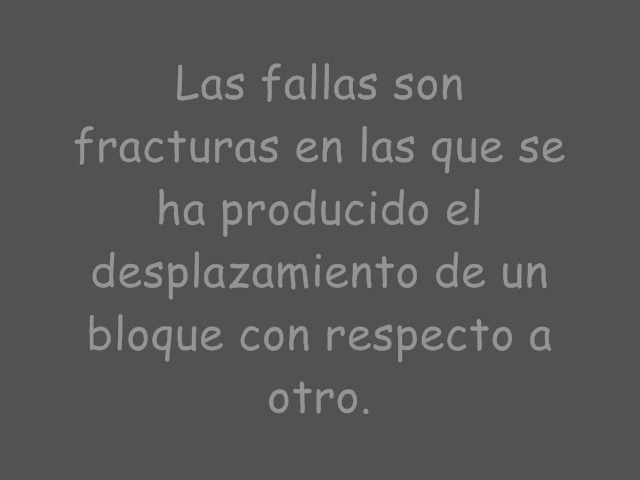 Las fallas son
fracturas en las que se
ha producido el
desplazamiento de un
bloque con respecto a
otro.